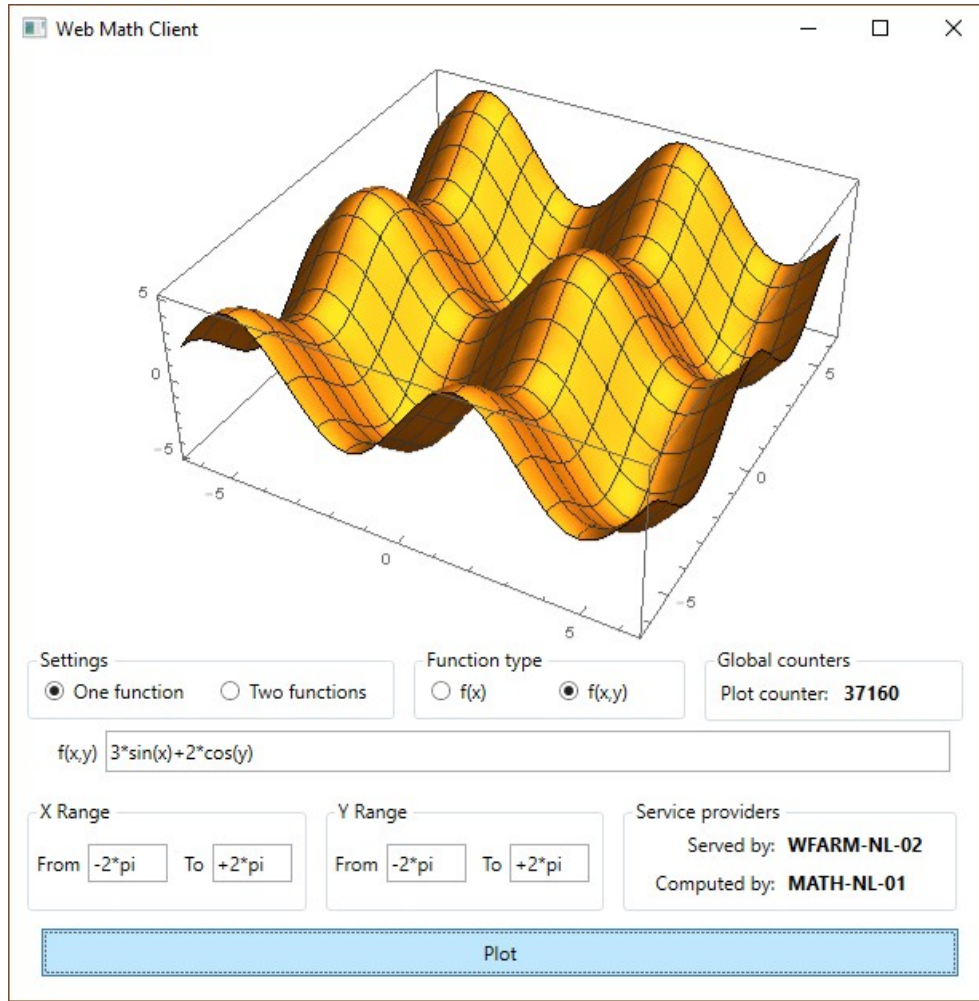 Web Math Client
5
0
-5
-5
0
5
-5
0
5
Settings
One function Two functions
Function type
f(x) f(x,y)
Global counters
Plot counter: 37160
f(x,y) 3*sin(x)+2*cos(y)
X Range
From -2*pi To +2*pi
Y Range
From -2*pi To +2*pi
Service providers
Served by: WFARM-NL-02
Computed by: MATH-NL-01
Plot